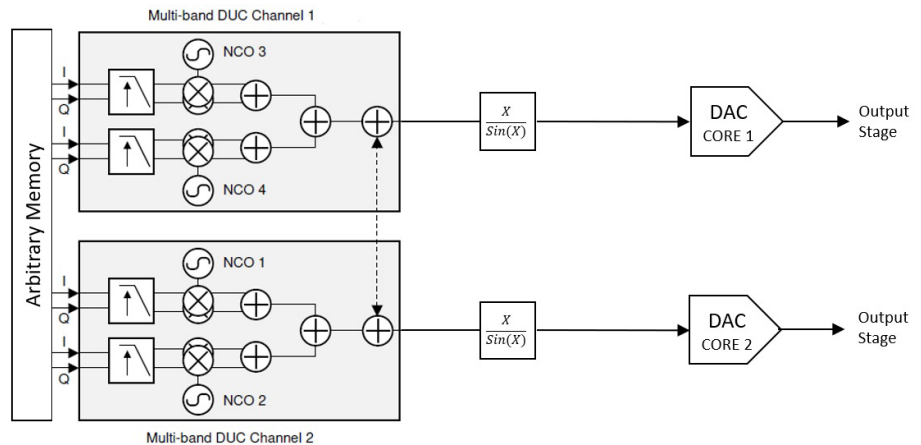 Multi-band DUC Channel 1
Arbitrary Memory
I
Q
I
Q
NCO 3
NCO 4
X
Sin(X)
DAC
CORE 1
Output
Stage
I
Q
I
Q
NCO 1
NCO 2
X
Sin(X)
DAC
CORE 2
Output
Stage
Multi-band DUC Channel 2